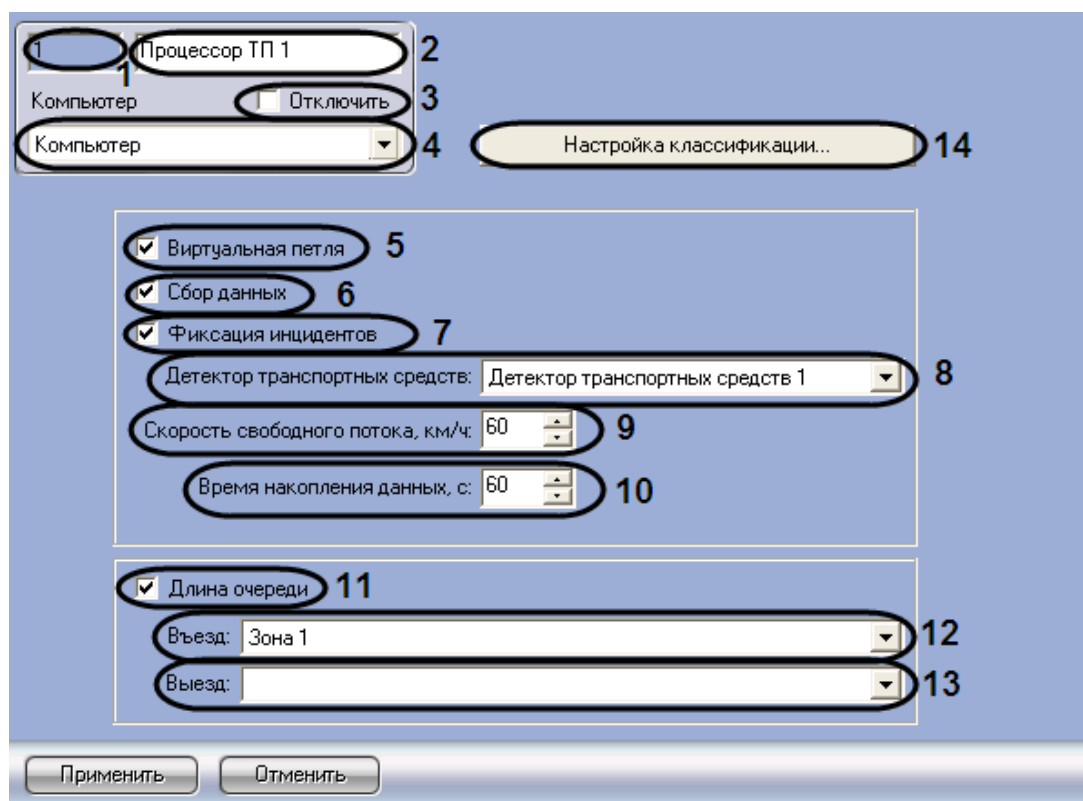 1 Процессор ТП 1 2
1
Компьютер Отключить 3
Компьютер 4 Настройка классификации... 14
Виртуальная петля 5
Сбор данных 6
Фиксация инцидентов 7
Детектор транспортных средств: Детектор транспортных средств 1 8
Скорость свободного потока, км/ч: 60 9
Время накопления данных, с: 60 10
Длина очереди 11
Въезд: Зона 1 12
Выезд: 13
Применить Отменить